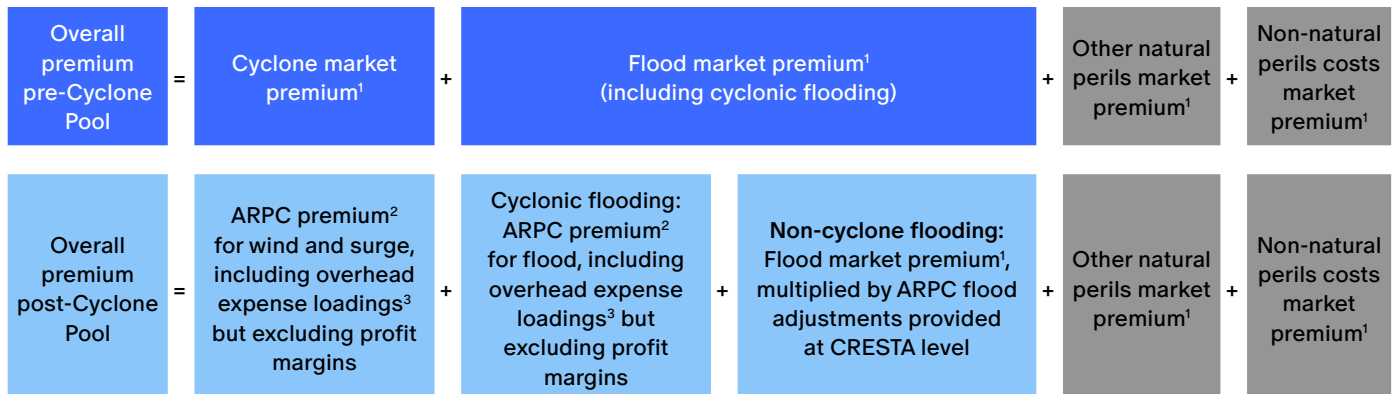 Overall
premium
pre-Cyclone
Pool
=
Cyclone market
premium¹
+
Flood market premium¹
(including cyclonic flooding)
+
Other natural
perils market
premium¹
+
Non-natural
perils costs
market
premium¹
Overall
premium
post-Cyclone
Pool
=
ARPC premium²
for wind and surge,
including overhead
expense loadings³
but excluding profit
margins
+
Cyclonic flooding:
ARPC premium²
for flood, including
overhead expense
loadings³ but
excluding profit
margins
+
Non-cyclone flooding:
Flood market premium¹,
multiplied by ARPC flood
adjustments provided
at CRESTA level
+
Other natural
perils market
premium¹
+
Non-natural
perils costs
market
premium¹